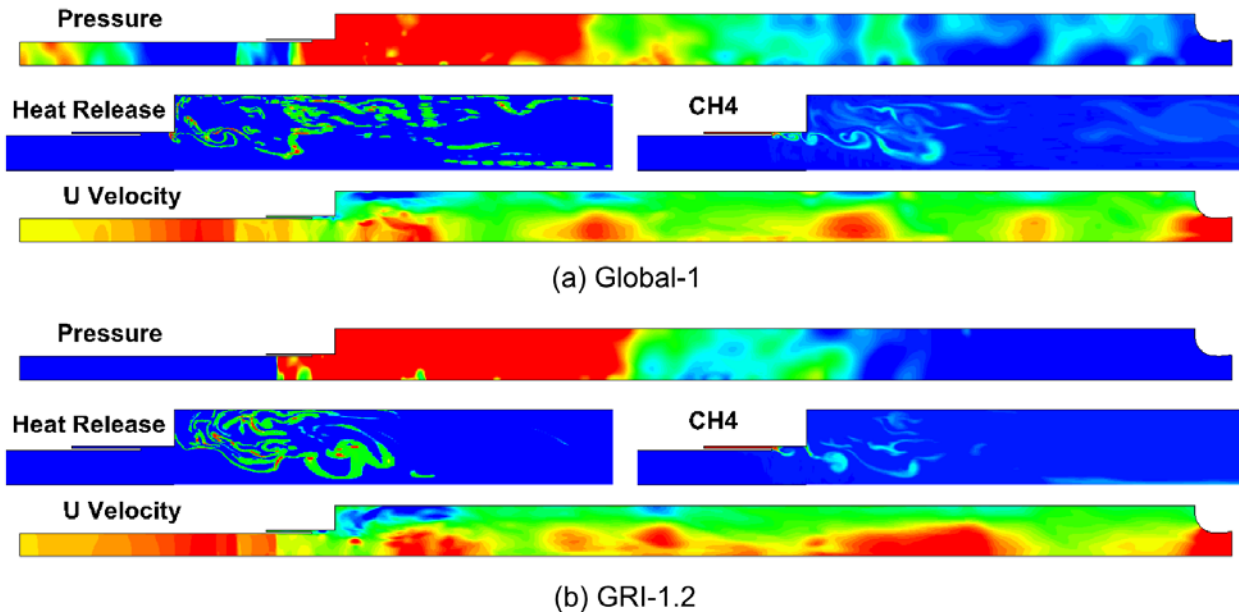 Pressure
Heat Release
CH4
U Velocity
(a) Global-1
Pressure
Heat Release
CH4
U Velocity
(b) GRI-1.2